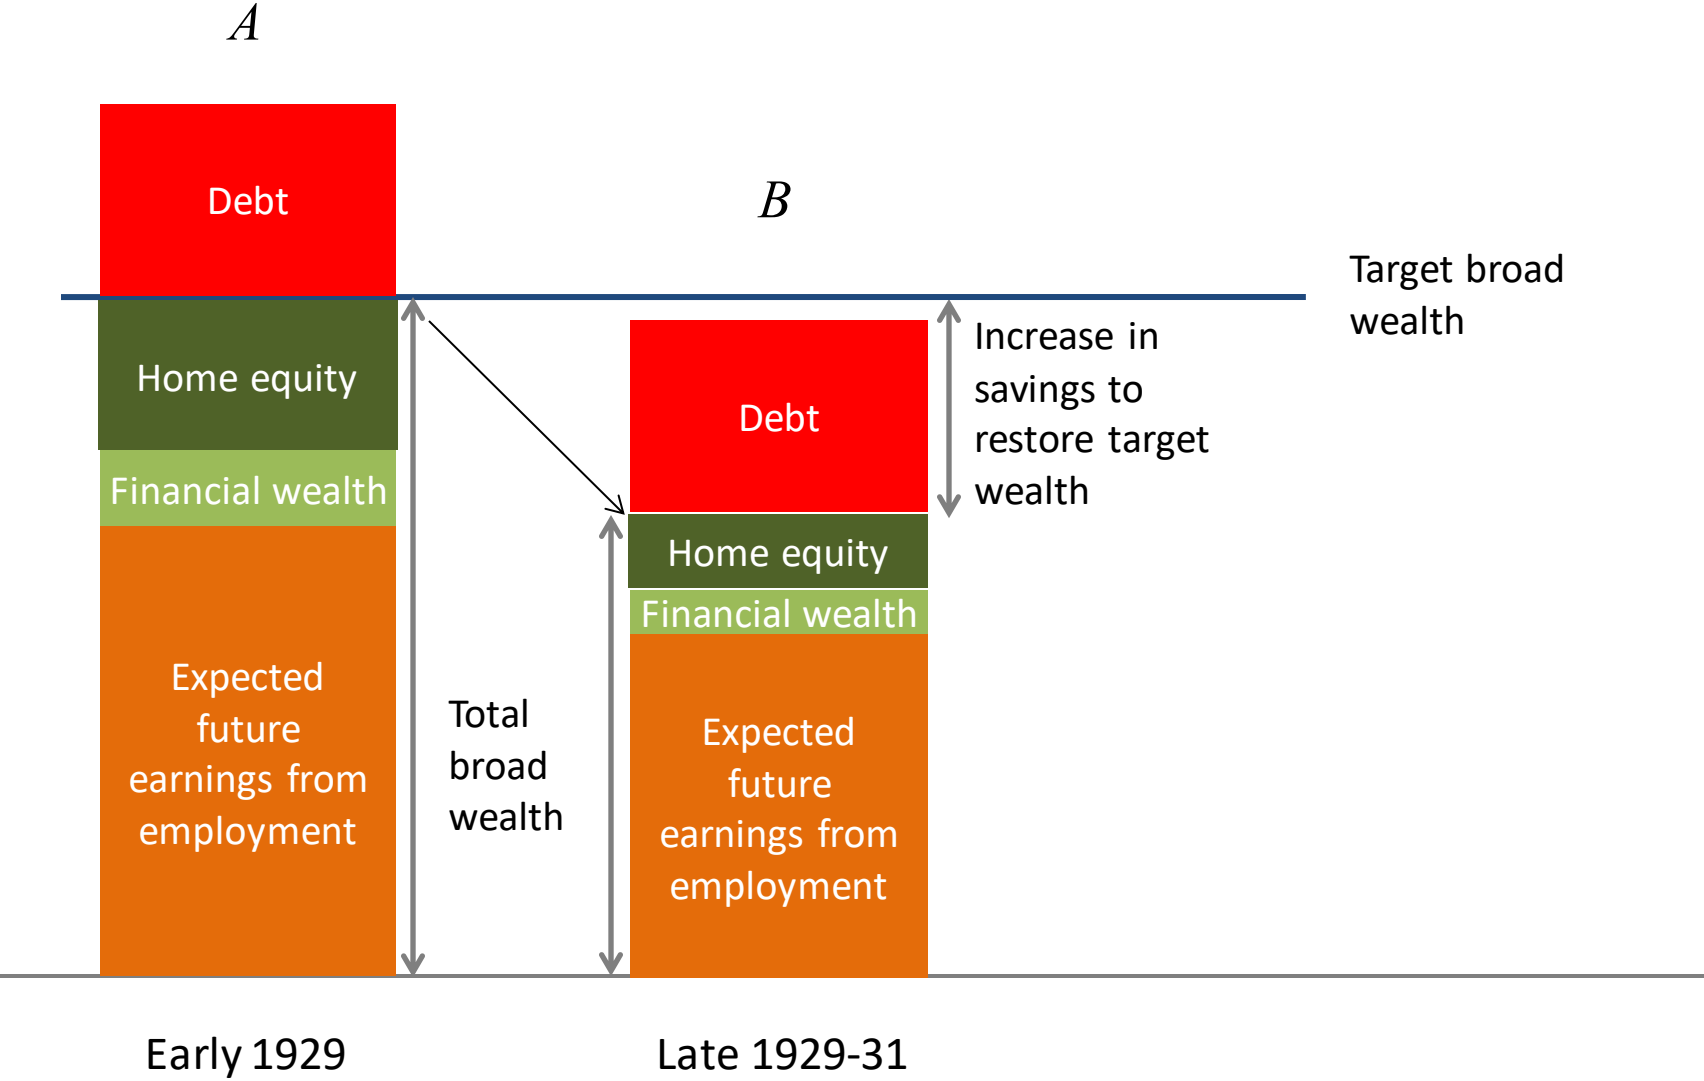 A
Debt
Home equity
Financial wealth
Expected
future
earnings from
employment
Total
broad
wealth
B
Debt
Home equity
Financial wealth
Expected
future
earnings from
employment
Increase in
savings to
restore target
wealth
Target broad
wealth
Early 1929
Late 1929-31